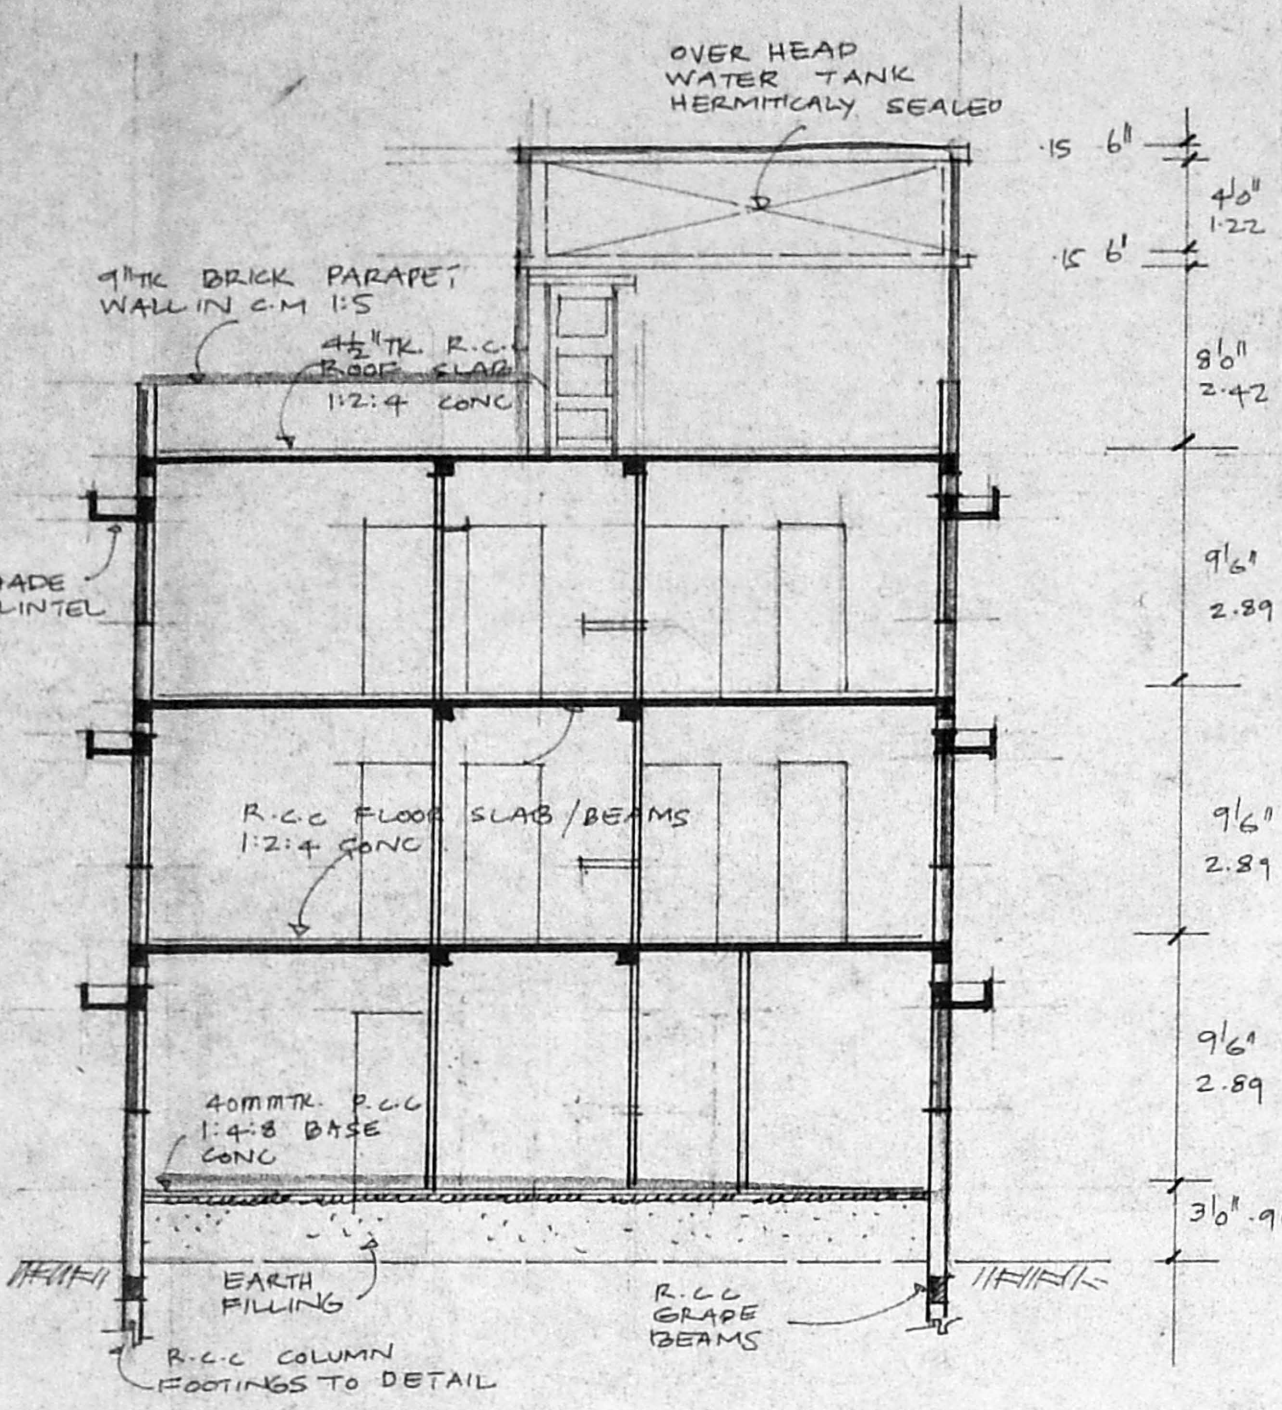 OVER HEAD
WATER TANK
HERMITICALY SEALED
.15 6"
4'0"
1.22
.15 6'
9"TK BRICK PARAPET
WALL IN C.M 1:5
4½"TK. R.C.C
ROOF SLAB
1:2:4 CONC
8'0"
2.42
HADE
LINTEL
9'6"
2.89
R.C.C FLOOR SLAB/BEAMS
1:2:4 CONC
9'6"
2.89
9'6"
2.89
40MMTK. P.C.C
1:4:8 BASE
CONC
3'0" .9
EARTH
FILLING
R.C.C
GRADE
BEAMS
R.C.C COLUMN
FOOTINGS TO DETAIL